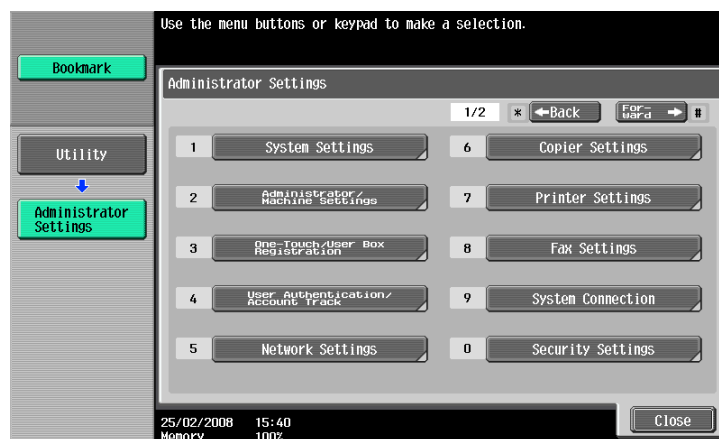 Use the menu buttons or keypad to make a selection.
Bookmark
Administrator Settings
1/2 * ←Back For-
ward → #
Utility
Administrator
Settings
1 System Settings
2 Administrator/
Machine Settings
3 One-Touch/User Box
Registration
4 User Authentication/
Account Track
5 Network Settings
6 Copier Settings
7 Printer Settings
8 Fax Settings
9 System Connection
0 Security Settings
25/02/2008 15:40
Memory 100%
Close